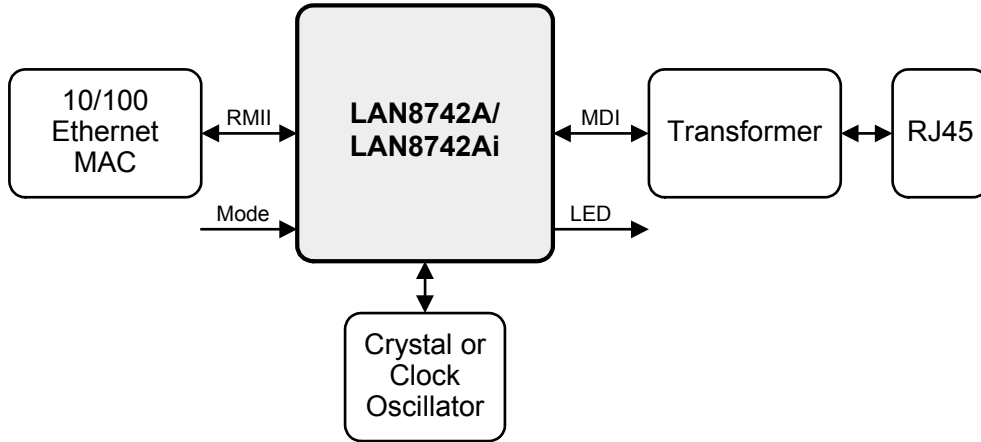 10/100
Ethernet
MAC
RMII
LAN8742A/
LAN8742Ai
MDI
Transformer
RJ45
Mode
LED
Crystal or
Clock
Oscillator